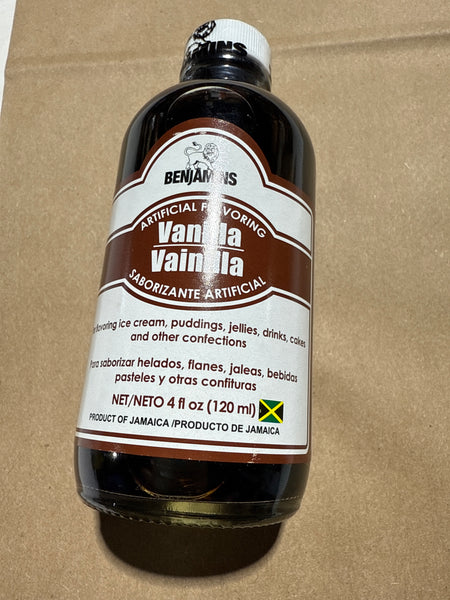 BENJAMINS
ARTIFICIAL FLAVORING
Vanilla
Vainilla
SABORIZANTE ARTIFICIAL
flavoring ice cream, puddings, jellies, drinks, cakes
and other confections
Para saborizar helados, flanes, jaleas, bebidas
pasteles y otras confituras
NET/NETO 4 fl oz (120 ml)
PRODUCT OF JAMAICA /PRODUCTO DE JAMAICA